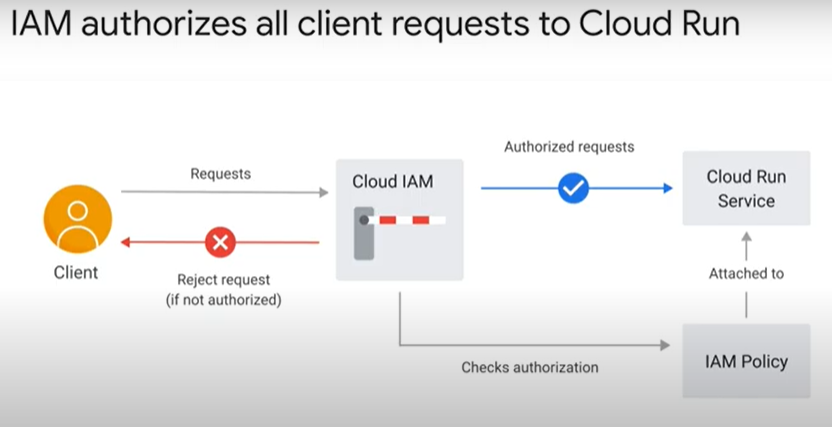 IAM authorizes all client requests to Cloud Run
Authorized requests
Requests
Cloud IAM
Cloud Run
Service
Client
Reject request
(if not authorized)
Attached to
Checks authorization
IAM Policy